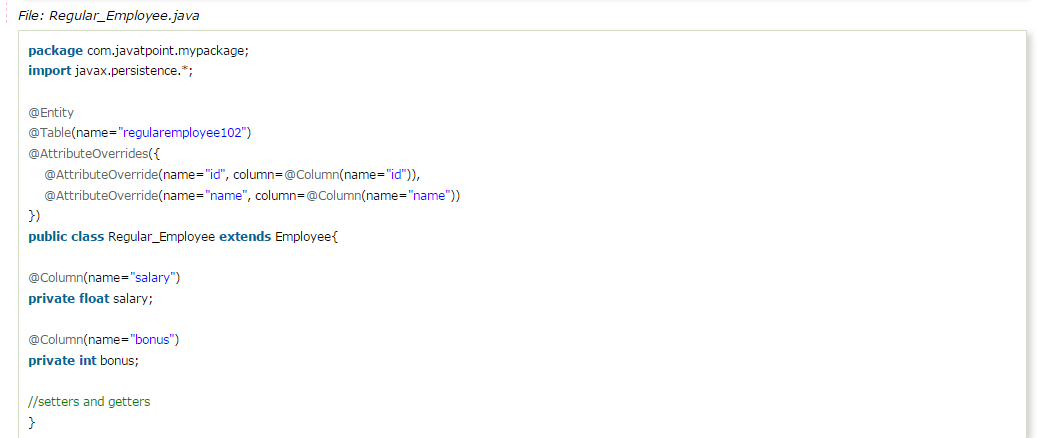 File: Regular_Employee.java
package com.javatpoint.mypackage;
import javax.persistence.*;
@Entity
@Table(name="regularemployee102")
@AttributeOverrides({
@AttributeOverride(name="id", column=@Column(name="id")),
@AttributeOverride(name="name", column=@Column(name="name"))
})
public class Regular_Employee extends Employee{
@Column(name="salary")
private float salary;
@Column(name="bonus")
private int bonus;
//setters and getters
}